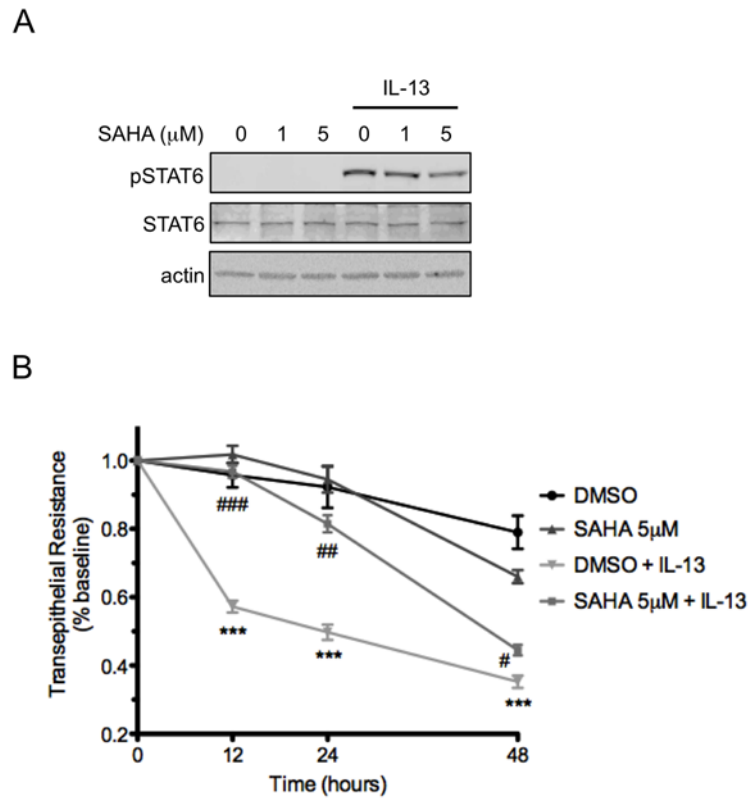 A
IL-13
SAHA (μM) 0 1 5 0 1 5
pSTAT6
STAT6
actin
B
Transepithelial Resistance
(% baseline)
1.0
0.8
0.6
0.4
0.2
###
##
#
***
***
***
0 12 24 48
Time (hours)
DMSO
SAHA 5μM
DMSO + IL-13
SAHA 5μM + IL-13